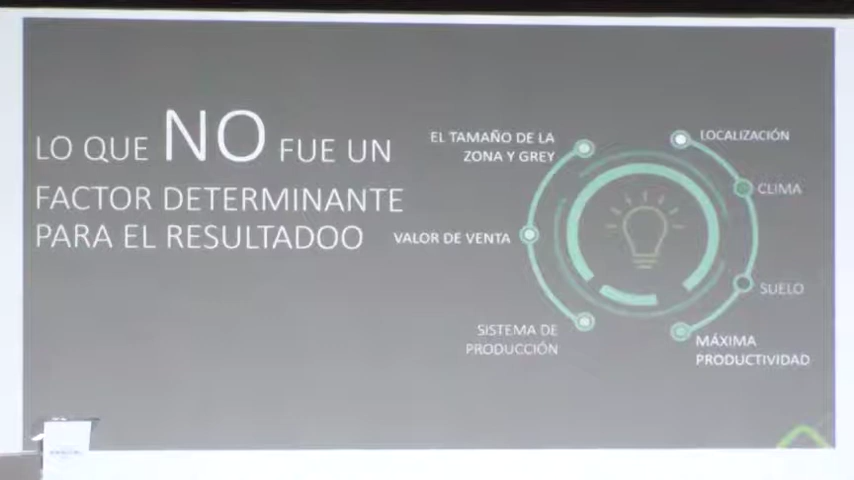 LO QUE NO FUE UN
FACTOR DETERMINANTE
PARA EL RESULTADOO
EL TAMAÑO DE LA
ZONA Y GREY
VALOR DE VENTA
SISTEMA DE
PRODUCCIÓN
LOCALIZACIÓN
CLIMA
SUELO
MÁXIMA
PRODUCTIVIDAD